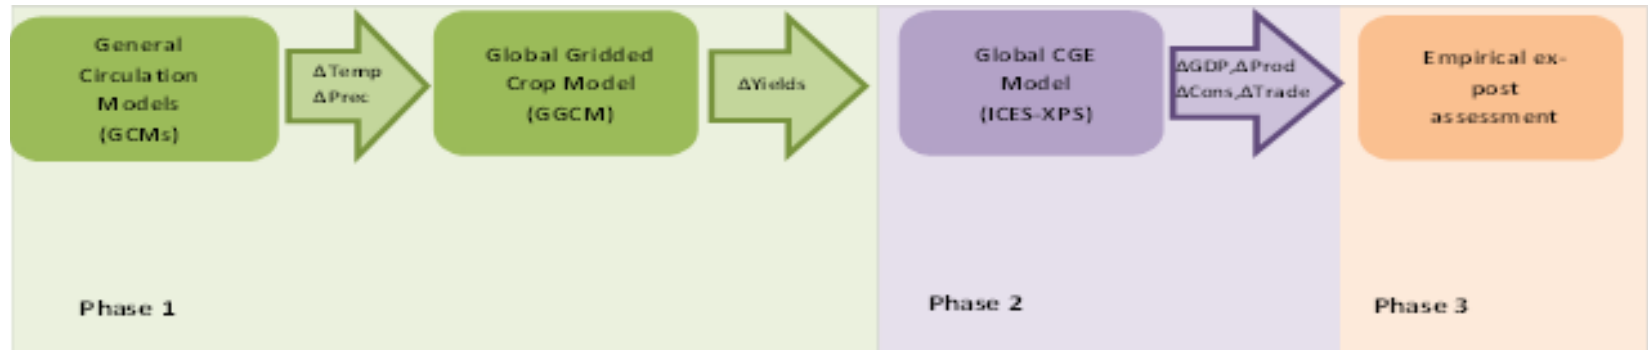 General
Circulation
Models
(GCMs)
ΔTemp
ΔPrec
Global Gridded
Crop Model
(GGCM)
ΔYields
Global CGE
Model
(ICES-XPS)
ΔGDP,ΔProd
ΔCons,ΔTrade
Empirical ex-
post
assessment
Phase 1
Phase 2
Phase 3